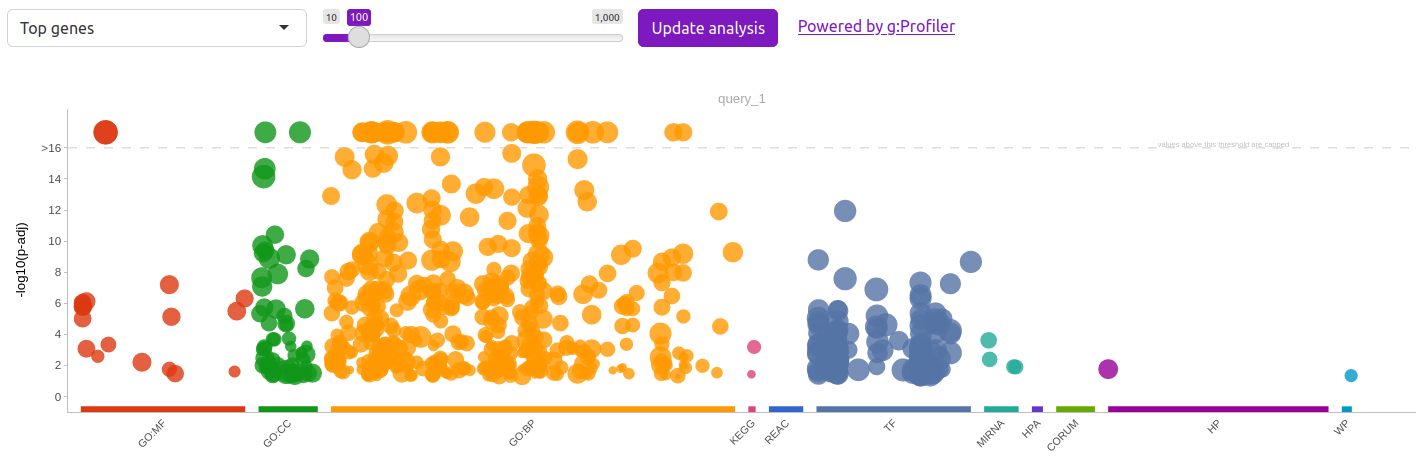 Top genes
10 100 1,000
Update analysis
Powered by g:Profiler
query_1
values above this threshold are capped
>16
14
12
10
8
6
4
2
0
-log10(p-adj)
GO:MF
GO:CC
GO:BP
KEGG
REAC
TF
MIRNA
HPA
CORUM
HP
WP